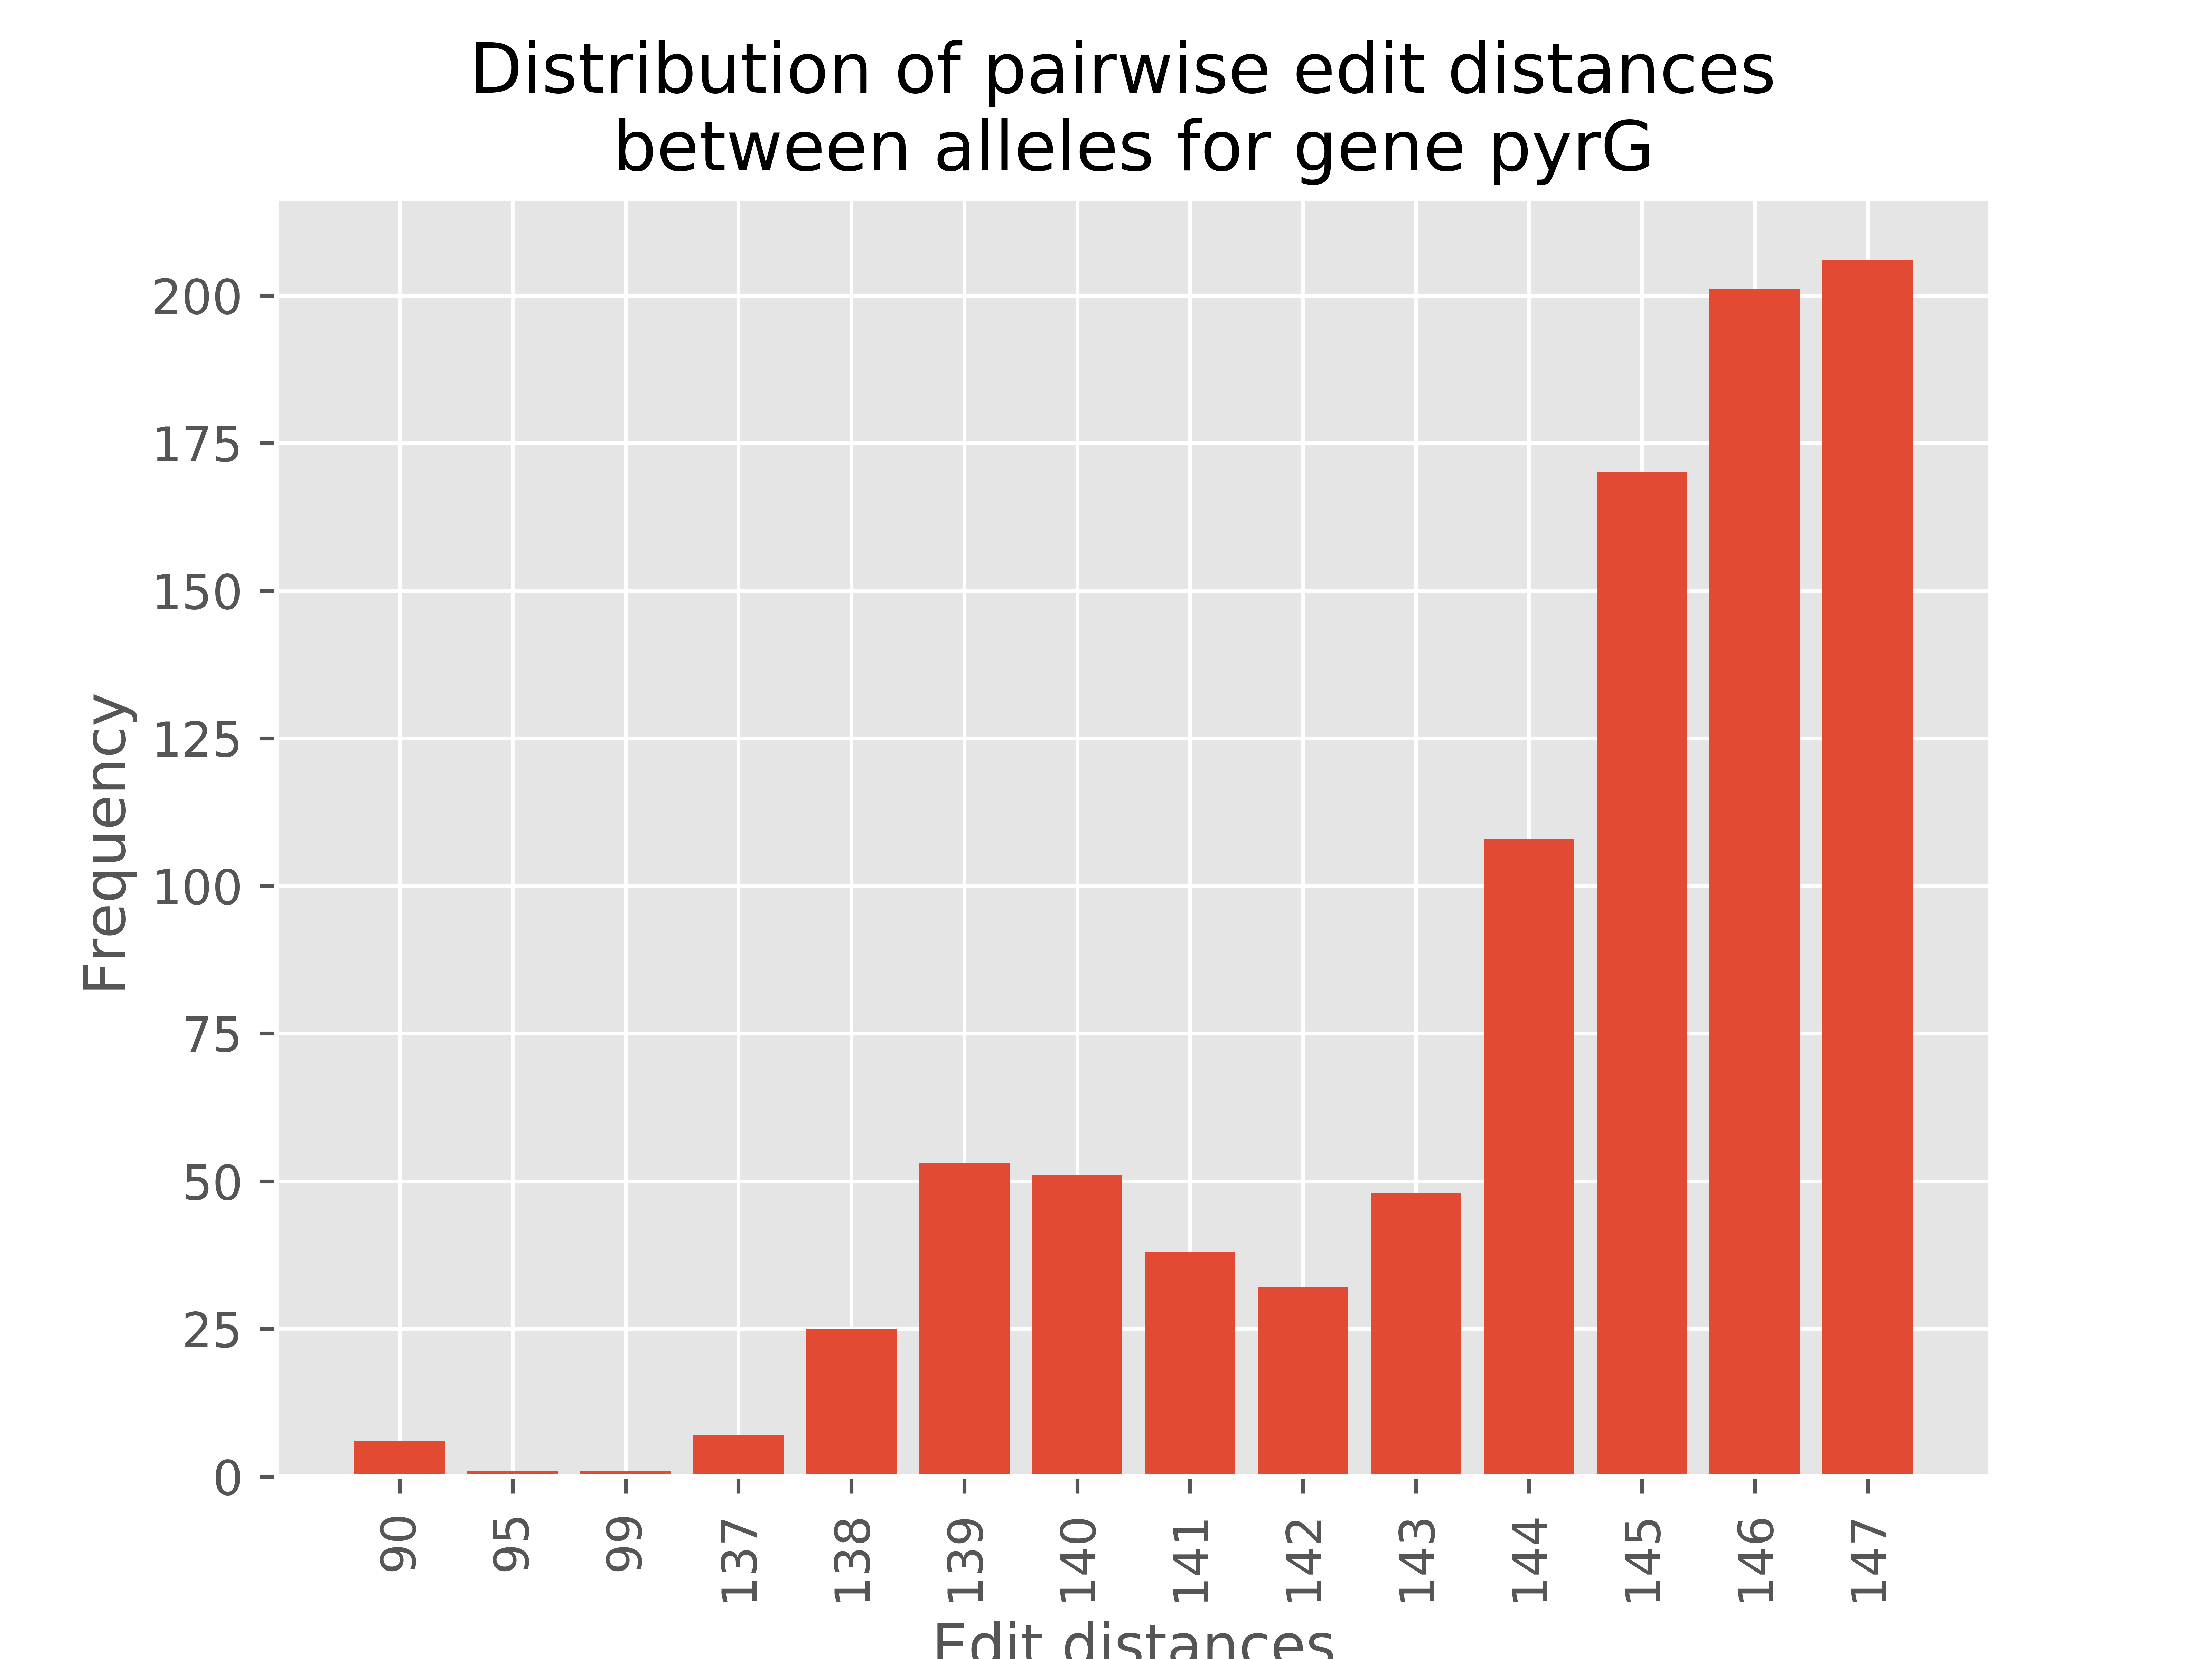 Distribution of pairwise edit distances
between alleles for gene pyrG
200
175
150
125
100
75
50
25
0
Frequency
90 95 99 137 138 139 140 141 142 143 144 145 146 147
Edit distances